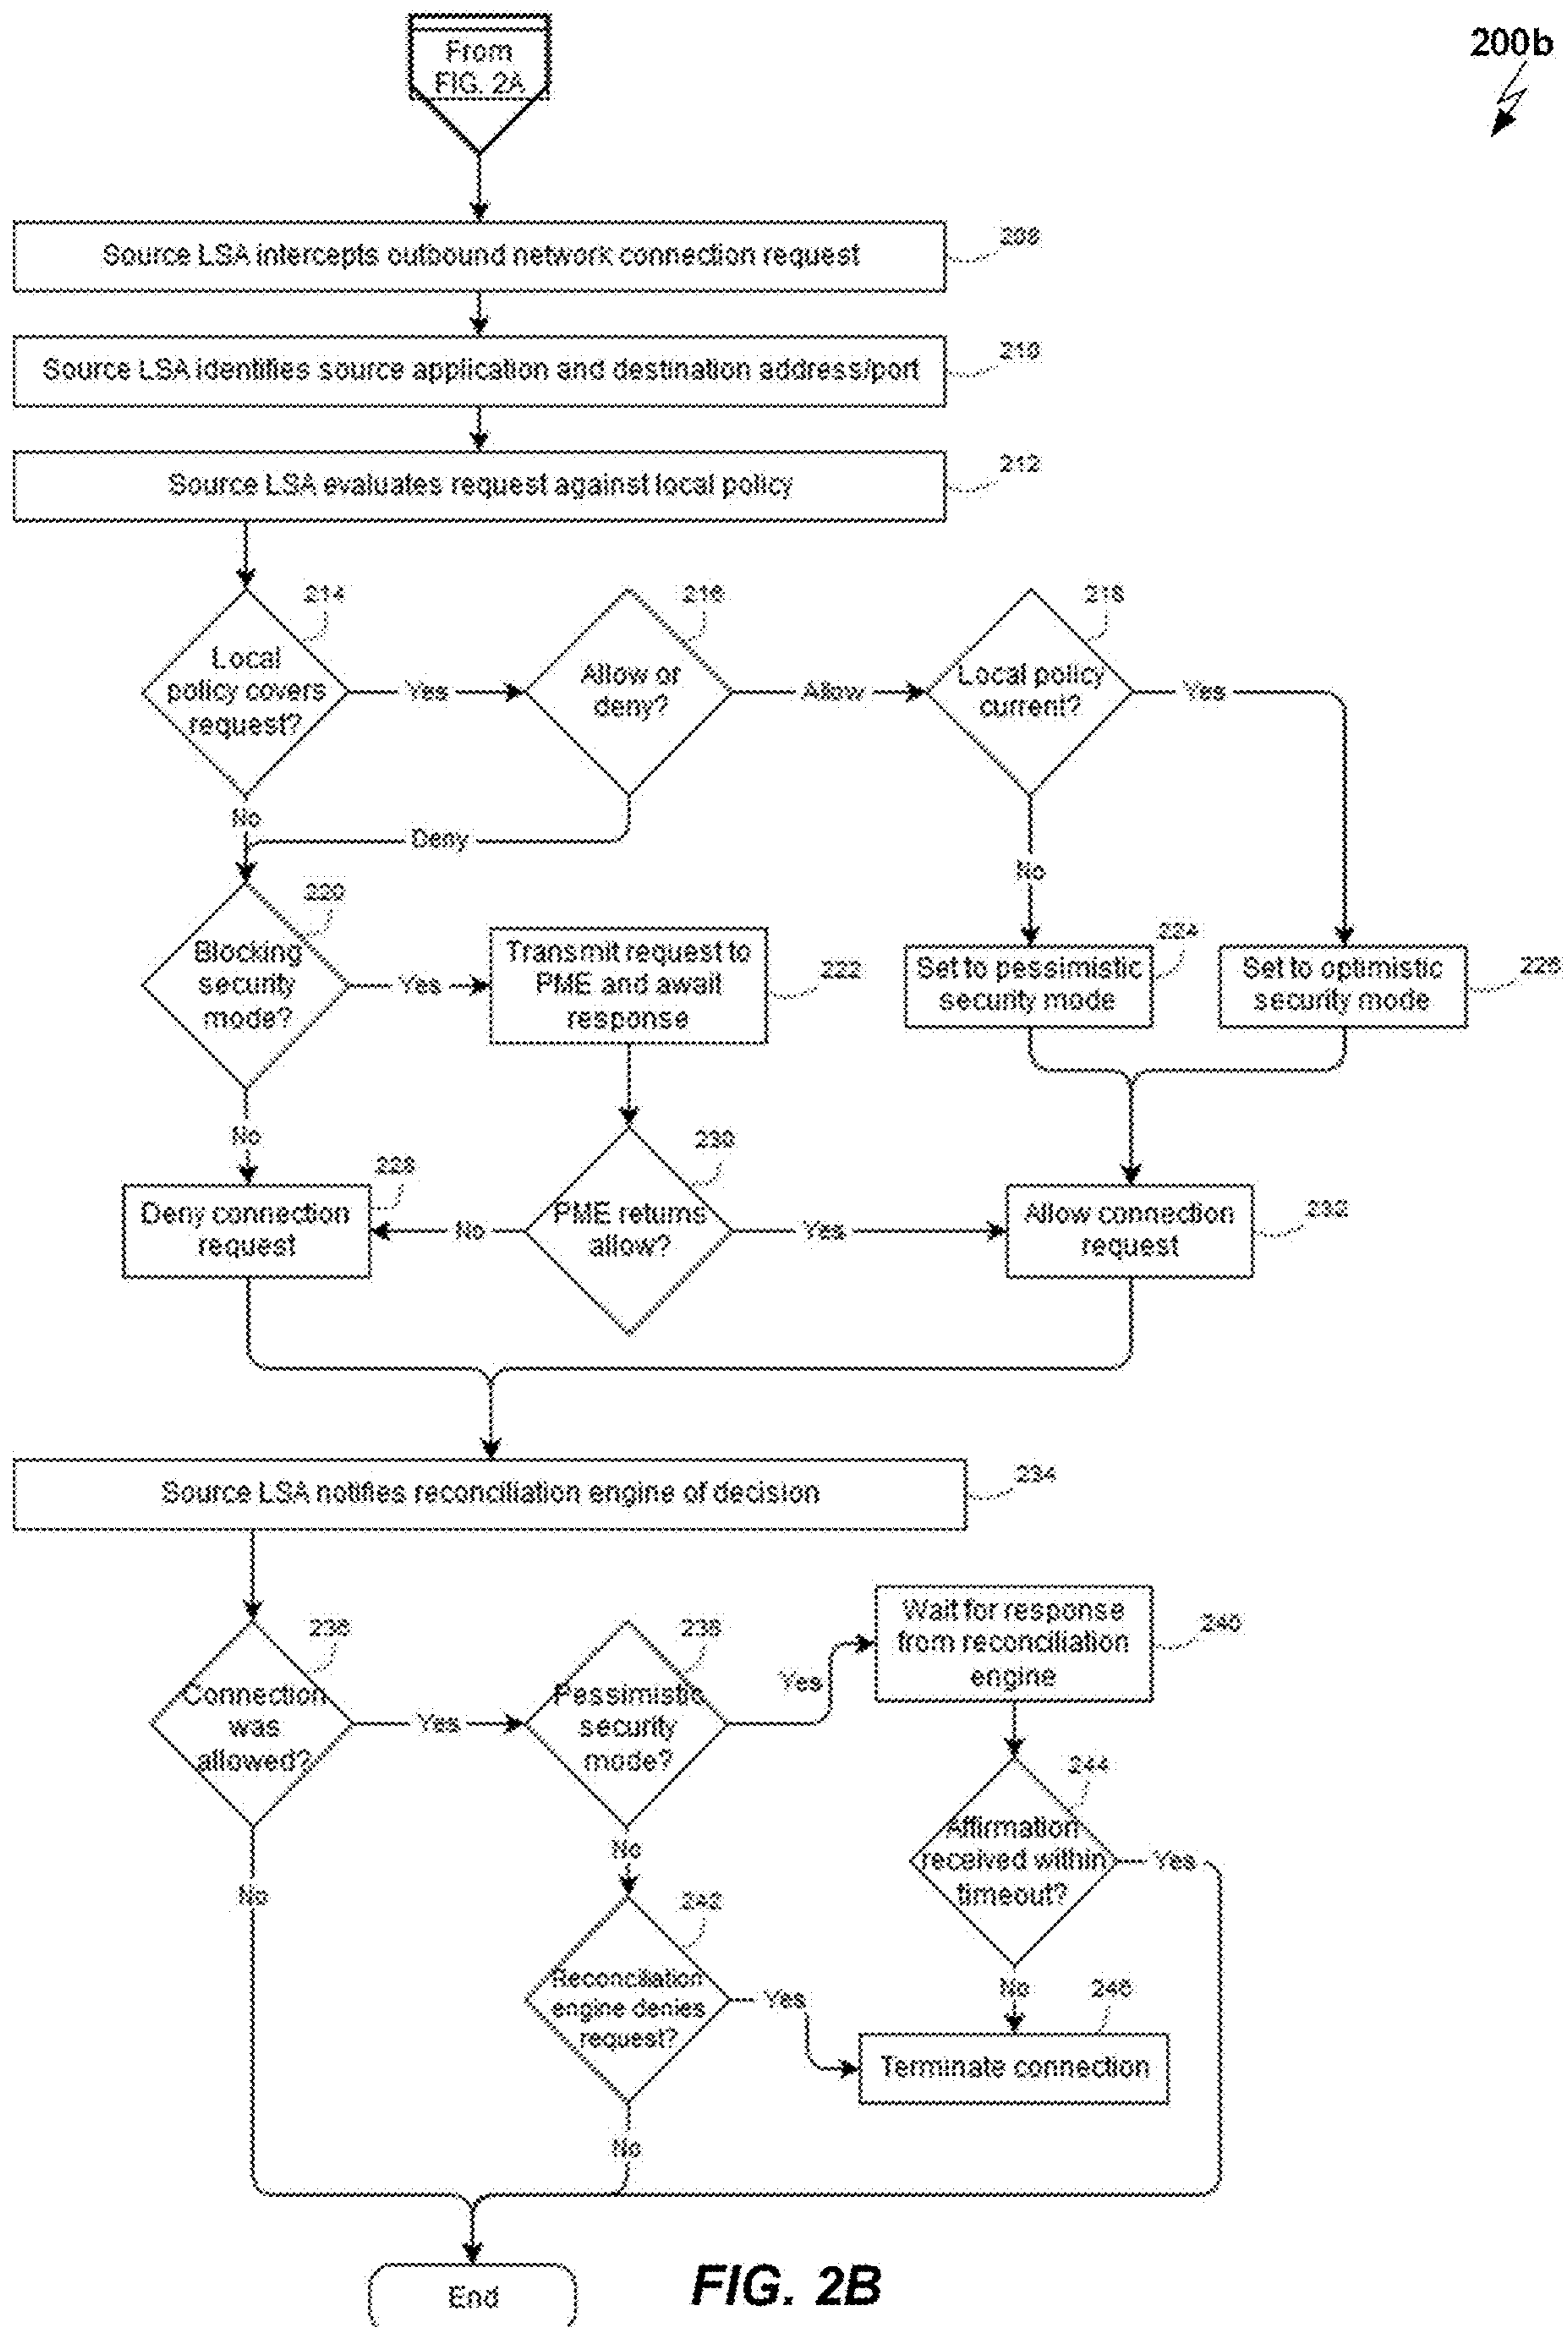 200b
From
FIG. 2A
Source LSA intercepts outbound network connection request
208
Source LSA identifies source application and destination address/port
210
Source LSA evaluates request against local policy
212
214
216
218
Local
policy covers
request?
Yes
Allow or
deny?
Allow
Local policy
current?
Yes
No
Deny
No
220
Blocking
security
mode?
Yes
Transmit request to
PME and await
response
222
Set to pessimistic
security mode
224
Set to optimistic
security mode
226
No
228
230
Deny connection
request
No
PME returns
allow?
Yes
Allow connection
request
232
Source LSA notifies reconciliation engine of decision
234
236
238
Wait for response
from reconciliation
engine
240
Connection
was
allowed?
Yes
Pessimistic
security
mode?
Yes
244
Affirmation
received within
timeout?
Yes
No
No
242
Reconciliation
engine denies
request?
Yes
No
246
Terminate connection
No
End
FIG. 2B